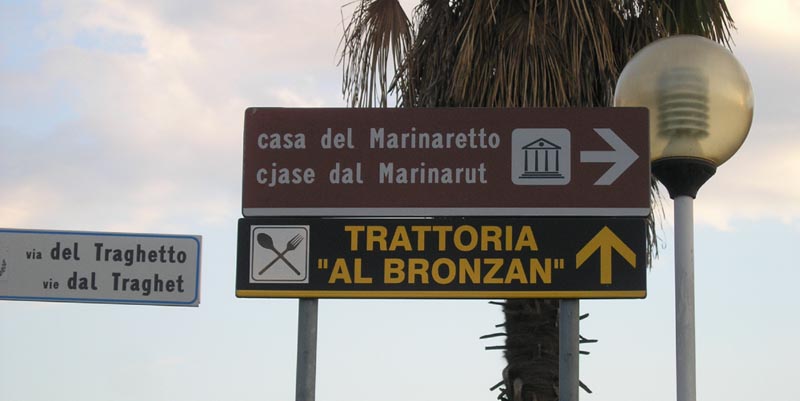 casa del Marinaretto
cjase dal Marinarut
TRATTORIA
"AL BRONZAN"
via del Traghetto
vie dal Traghet